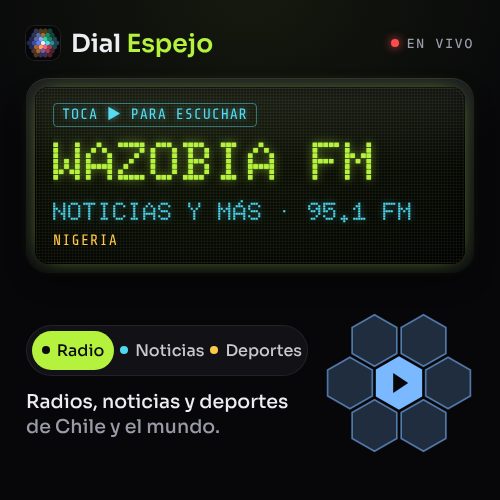 Dial Espejo
EN VIVO
TOCA ▶ PARA ESCUCHAR
WAZOBIA FM
NOTICIAS Y MÁS · 95.1 FM
NIGERIA
Radio Noticias Deportes
Radios, noticias y deportes
de Chile y el mundo.